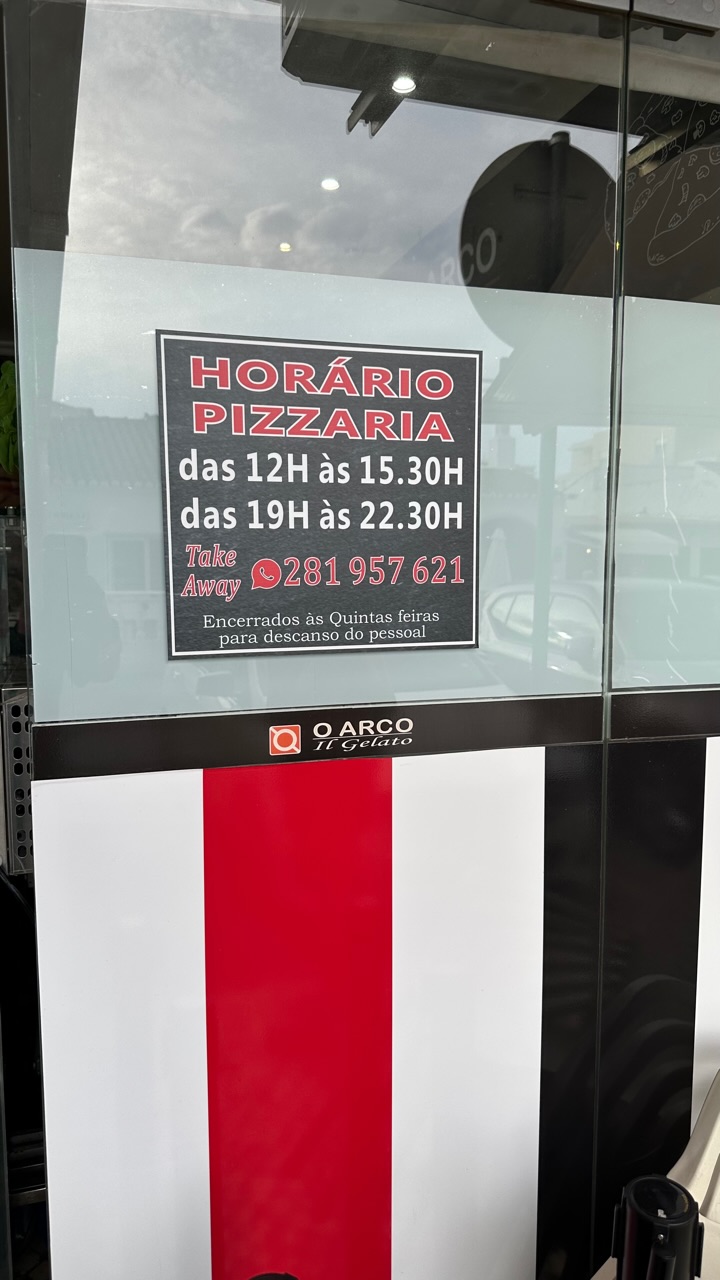 ARCO
HORÁRIO
PIZZARIA
das 12H às 15.30H
das 19H às 22.30H
Take
Away
281 957 621
Encerrados às Quintas feiras
para descanso do pessoal
O ARCO
Il Gelato